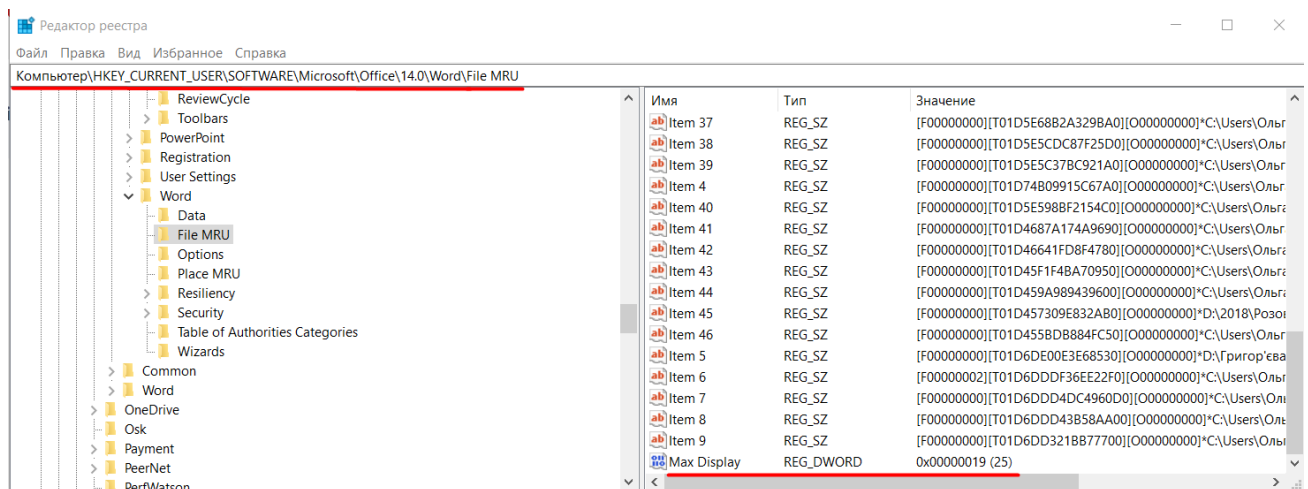 Редактор реестра
Файл Правка Вид Избранное Справка
Компьютер\HKEY_CURRENT_USER\SOFTWARE\Microsoft\Office\14.0\Word\File MRU
ReviewCycle
Toolbars
PowerPoint
Registration
User Settings
Word
Data
File MRU
Options
Place MRU
Resiliency
Security
Table of Authorities Categories
Wizards
Common
Word
OneDrive
Osk
Payment
PeerNet
PerfWatson
Имя Тип Значение
Item 37 REG_SZ [F00000000][T01D5E68B2A329BA0][O00000000]*C:\Users\Ольг
Item 38 REG_SZ [F00000000][T01D5E5CDC87F25D0][O00000000]*C:\Users\Ольг
Item 39 REG_SZ [F00000000][T01D5E5C37BC921A0][O00000000]*C:\Users\Ольг
Item 4 REG_SZ [F00000000][T01D74B09915C67A0][O00000000]*C:\Users\Ольг
Item 40 REG_SZ [F00000000][T01D5E598BF2154C0][O00000000]*C:\Users\Ольга
Item 41 REG_SZ [F00000000][T01D4687A174A9690][O00000000]*C:\Users\Ольг
Item 42 REG_SZ [F00000000][T01D46641FD8F4780][O00000000]*C:\Users\Ольга
Item 43 REG_SZ [F00000000][T01D45F1F4BA70950][O00000000]*C:\Users\Ольга
Item 44 REG_SZ [F00000000][T01D459A989439600][O00000000]*C:\Users\Ольга
Item 45 REG_SZ [F00000000][T01D457309E832AB0][O00000000]*D:\2018\Розо
Item 46 REG_SZ [F00000000][T01D455BDB884FC50][O00000000]*C:\Users\Ольг
Item 5 REG_SZ [F00000000][T01D6DE00E3E68530][O00000000]*D:\Григор'єва
Item 6 REG_SZ [F00000002][T01D6DDDF36EE22F0][O00000000]*C:\Users\Ольг
Item 7 REG_SZ [F00000000][T01D6DDD4DC4960D0][O00000000]*C:\Users\Оль
Item 8 REG_SZ [F00000000][T01D6DDD43B58AA00][O00000000]*C:\Users\Оль
Item 9 REG_SZ [F00000000][T01D6DD321BB77700][O00000000]*C:\Users\Оль
Max Display REG_DWORD 0x00000019 (25)